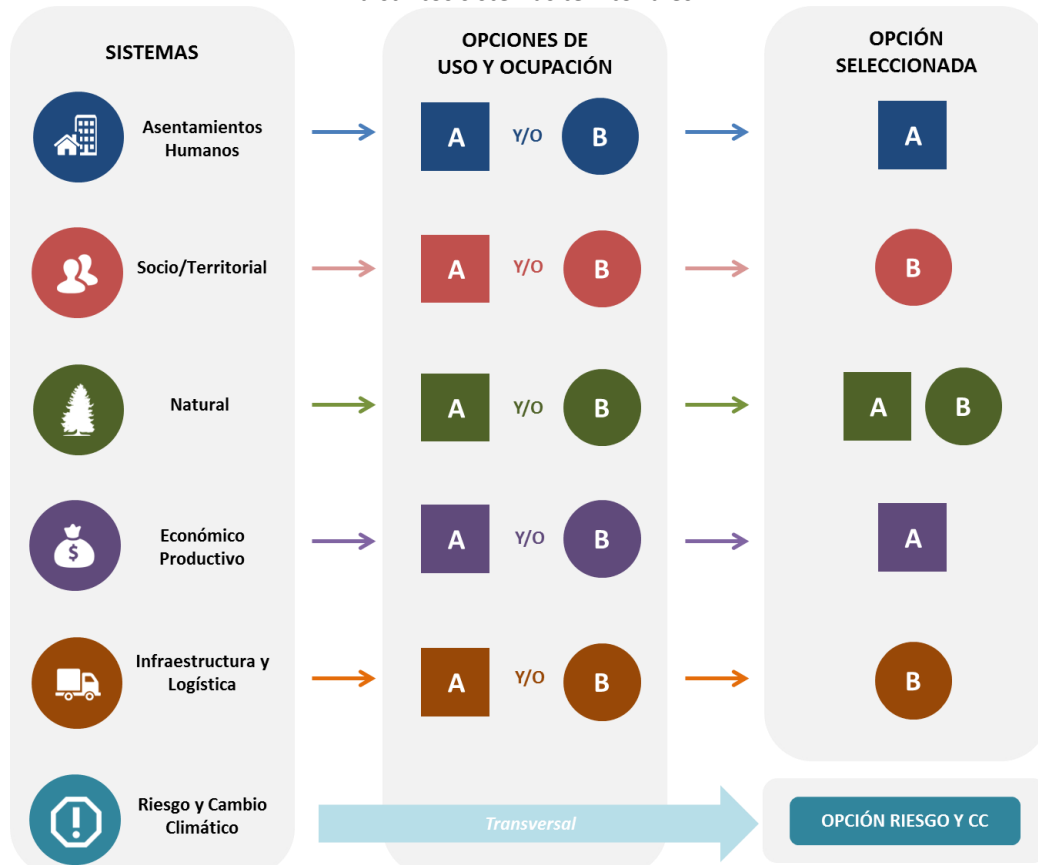 SISTEMAS
OPCIONES DE
USO Y OCUPACIÓN
OPCIÓN
SELECCIONADA
Asentamientos
Humanos
A Y/O B
A
Socio/Territorial
A Y/O B
B
Natural
A Y/O B
A B
Económico
Productivo
$
A Y/O B
A
Infraestructura y
Logística
A Y/O B
B
Riesgo y Cambio
Climático
!
Transversal
OPCIÓN RIESGO Y CC